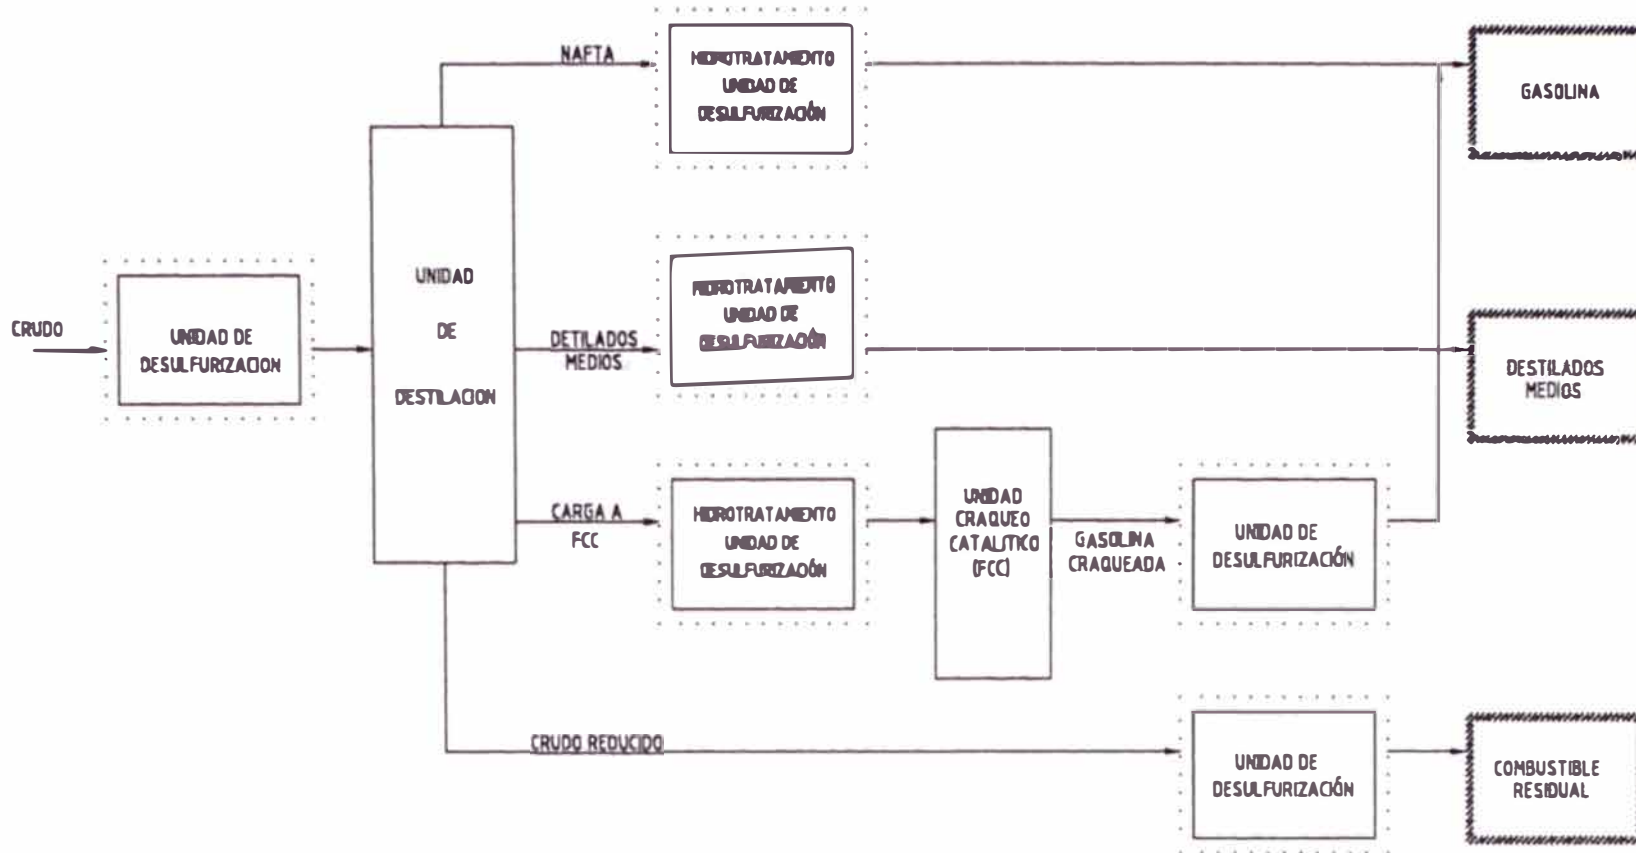 NAFTA
HIDROTRATAMIENTO
UNIDAD DE
DESULFURIZACIÓN
GASOLINA
CRUDO
UNIDAD DE
DESULFURIZACION
UNIDAD
DE
DESTILACION
DETILADOS
MEDIOS
HIDROTRATAMIENTO
UNIDAD DE
DESULFURIZACIÓN
DESTILADOS
MEDIOS
CARGA A
FCC
HIDROTRATAMIENTO
UNIDAD DE
DESULFURIZACIÓN
UNIDAD
CRAQUEO
CATALITICO
(FCC)
GASOLINA
CRAQUEADA
UNIDAD DE
DESULFURIZACIÓN
CRUDO REDUCIDO
UNIDAD DE
DESULFURIZACIÓN
COMBUSTIBLE
RESIDUAL